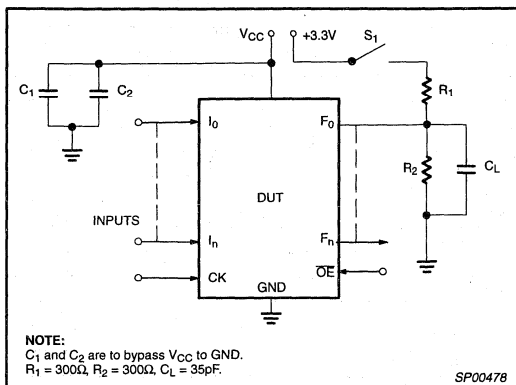 VCC +3.3V S1
C1 C2 R1
I0 F0
R2 CL
DUT
INPUTS
In Fn
CK OE
GND
NOTE:
C1 and C2 are to bypass VCC to GND.
R1 = 300Ω, R2 = 300Ω, CL = 35pF.
SP00478